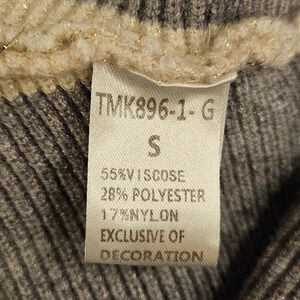 TMK896-1-G
S
55%VISCOSE
28% POLYESTER
17%NYLON
EXCLUSIVE OF
DECORATION